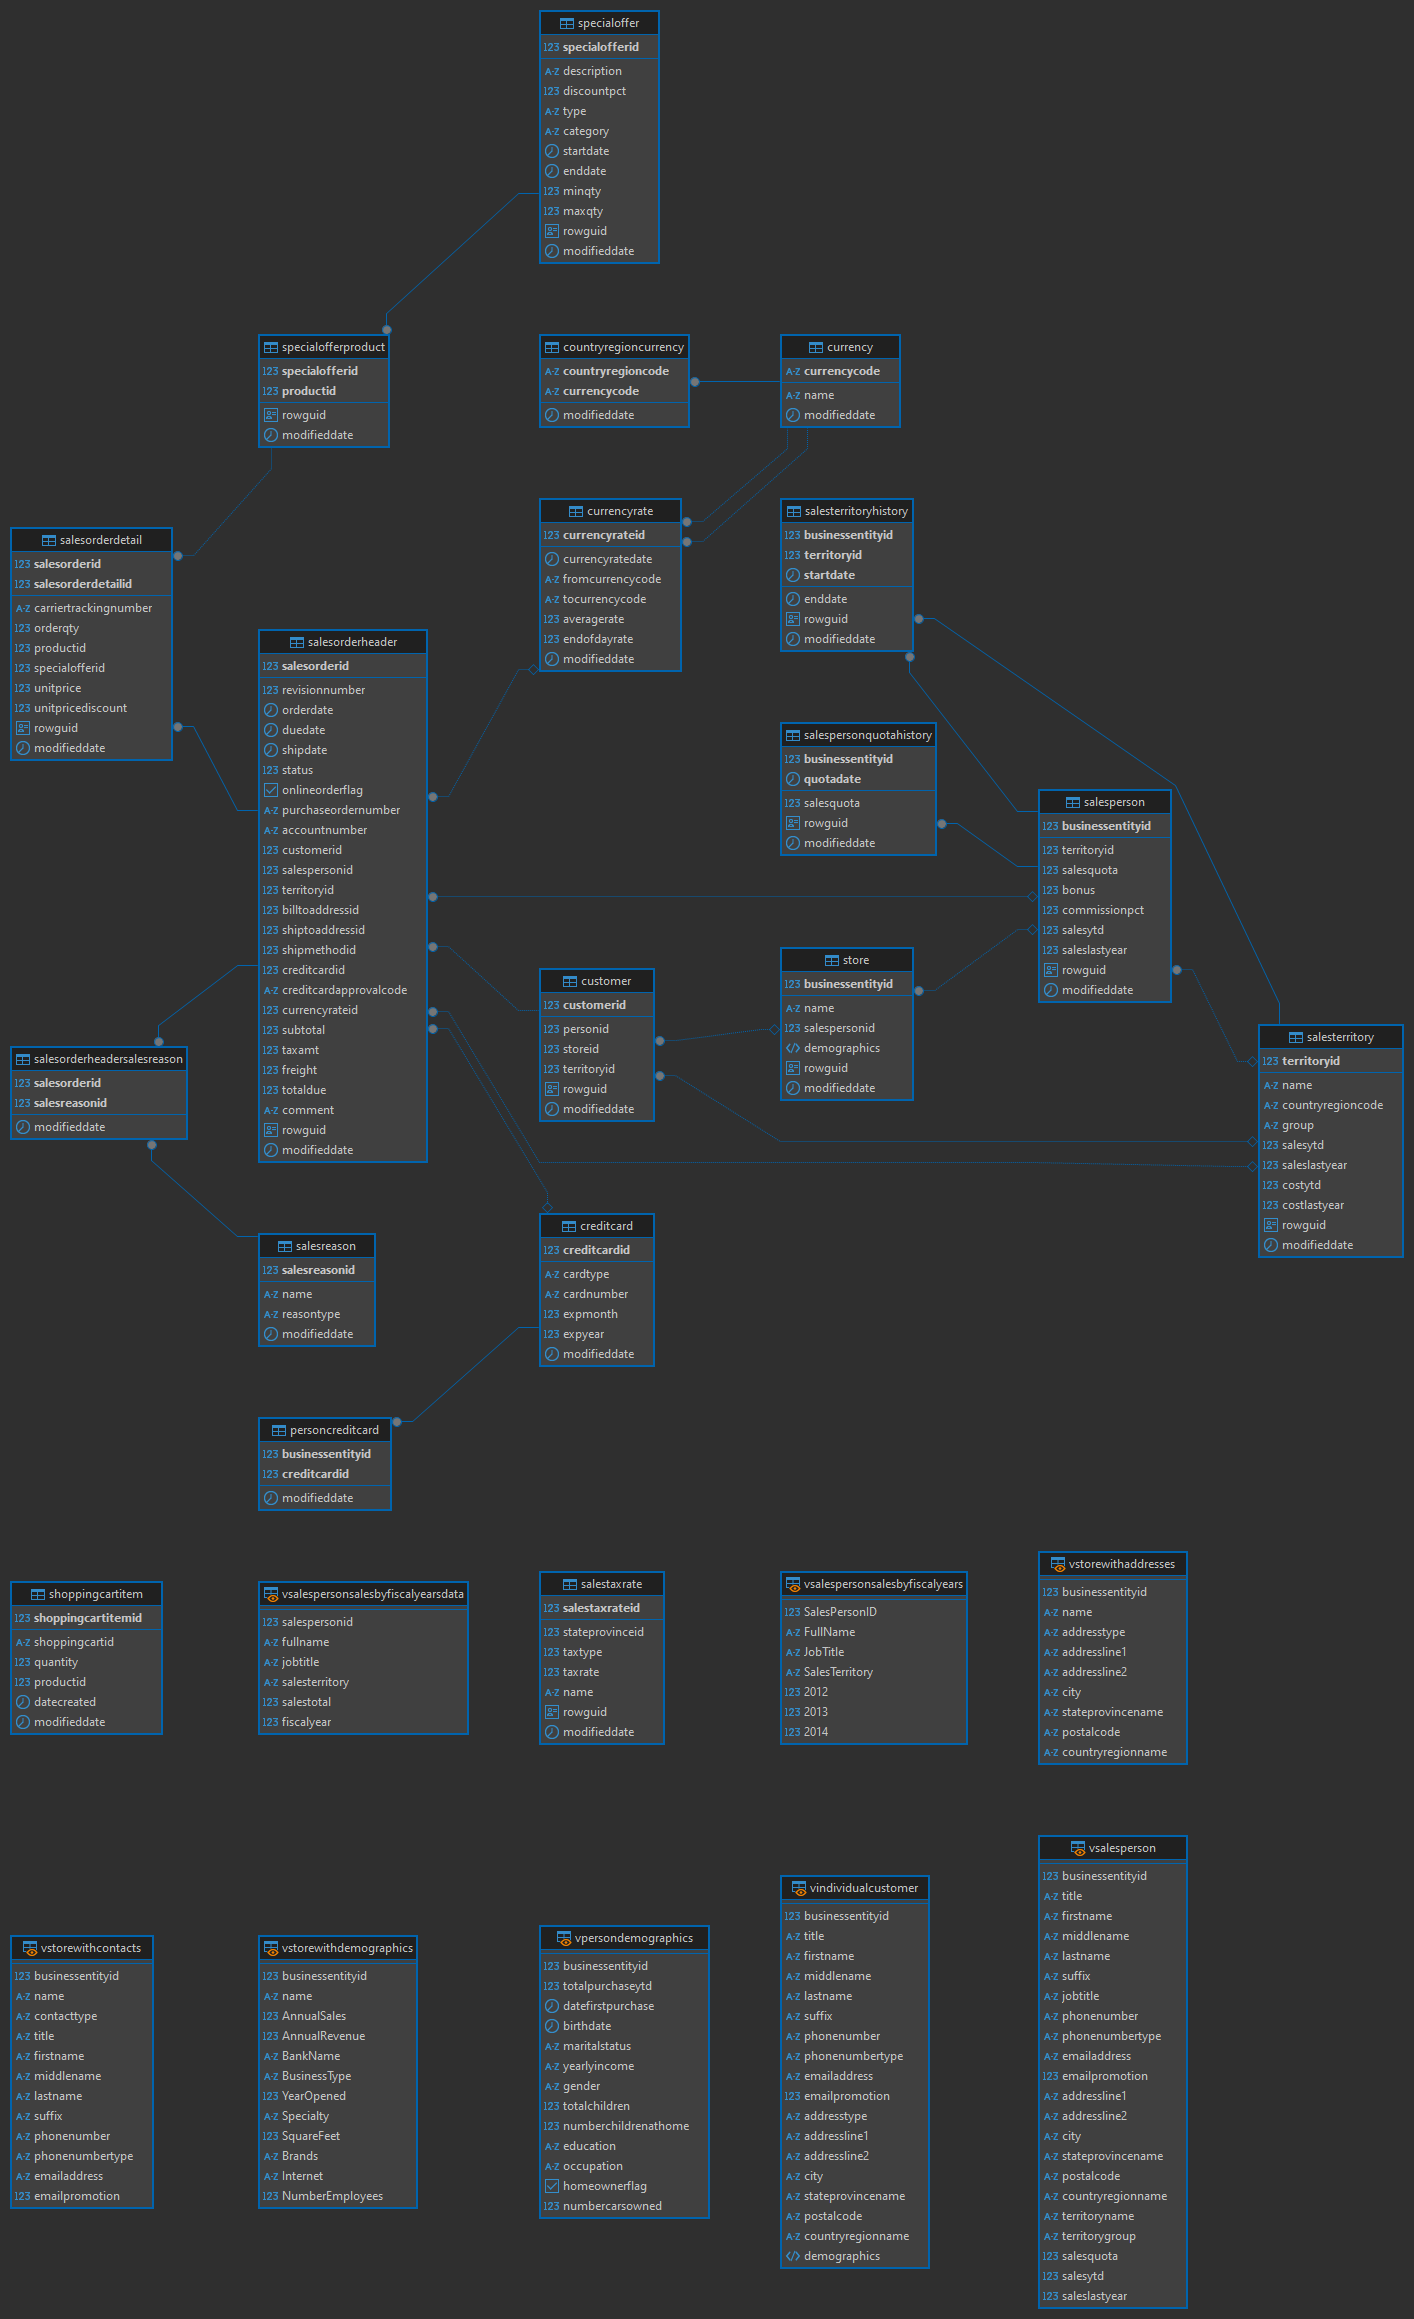 specialoffer
123 specialofferid
A-Z description
123 discountpct
A-Z type
A-Z category
startdate
enddate
123 minqty
123 maxqty
rowguid
modifieddate
specialofferproduct
123 specialofferid
123 productid
rowguid
modifieddate
countryregioncurrency
A-Z countryregioncode
A-Z currencycode
modifieddate
currency
A-Z currencycode
A-Z name
modifieddate
salesorderdetail
123 salesorderid
123 salesorderdetailid
A-Z carriertrackingnumber
123 orderqty
123 productid
123 specialofferid
123 unitprice
123 unitpricediscount
rowguid
modifieddate
currencyrate
123 currencyrateid
currencyratedate
A-Z fromcurrencycode
A-Z tocurrencycode
123 averagerate
123 endofdayrate
modifieddate
salesterritoryhistory
123 businessentityid
123 territoryid
startdate
enddate
rowguid
modifieddate
salesorderheader
123 salesorderid
123 revisionnumber
orderdate
duedate
shipdate
123 status
onlineorderflag
A-Z purchaseordernumber
A-Z accountnumber
123 customerid
123 salespersonid
123 territoryid
123 billtoaddressid
123 shiptoaddressid
123 shipmethodid
123 creditcardid
A-Z creditcardapprovalcode
123 currencyrateid
123 subtotal
123 taxamt
123 freight
123 totaldue
A-Z comment
rowguid
modifieddate
salespersonquotahistory
123 businessentityid
quotadate
123 salesquota
rowguid
modifieddate
salesperson
123 businessentityid
123 territoryid
123 salesquota
123 bonus
123 commissionpct
123 salesytd
123 saleslastyear
rowguid
modifieddate
customer
123 customerid
123 personid
123 storeid
123 territoryid
rowguid
modifieddate
store
123 businessentityid
A-Z name
123 salespersonid
</> demographics
rowguid
modifieddate
salesterritory
123 territoryid
A-Z name
A-Z countryregioncode
A-Z group
123 salesytd
123 saleslastyear
123 costytd
123 costlastyear
rowguid
modifieddate
salesorderheadersalesreason
123 salesorderid
123 salesreasonid
modifieddate
salesreason
123 salesreasonid
A-Z name
A-Z reasontype
modifieddate
creditcard
123 creditcardid
A-Z cardtype
A-Z cardnumber
123 expmonth
123 expyear
modifieddate
personcreditcard
123 businessentityid
123 creditcardid
modifieddate
shoppingcartitem
123 shoppingcartitemid
A-Z shoppingcartid
123 quantity
123 productid
datecreated
modifieddate
vsalespersonsalesbyfiscalyearsdata
123 salespersonid
A-Z fullname
A-Z jobtitle
A-Z salesterritory
123 salestotal
123 fiscalyear
salestaxrate
123 salestaxrateid
123 stateprovinceid
123 taxtype
123 taxrate
A-Z name
rowguid
modifieddate
vsalespersonsalesbyfiscalyears
123 SalesPersonID
A-Z FullName
A-Z JobTitle
A-Z SalesTerritory
123 2012
123 2013
123 2014
vstorewithaddresses
123 businessentityid
A-Z name
A-Z addresstype
A-Z addressline1
A-Z addressline2
A-Z city
A-Z stateprovincename
A-Z postalcode
A-Z countryregionname
vstorewithcontacts
123 businessentityid
A-Z name
A-Z contacttype
A-Z title
A-Z firstname
A-Z middlename
A-Z lastname
A-Z suffix
A-Z phonenumber
A-Z phonenumbertype
A-Z emailaddress
123 emailpromotion
vstorewithdemographics
123 businessentityid
A-Z name
123 AnnualSales
123 AnnualRevenue
A-Z BankName
A-Z BusinessType
123 YearOpened
A-Z Specialty
123 SquareFeet
A-Z Brands
A-Z Internet
123 NumberEmployees
vpersondemographics
123 businessentityid
123 totalpurchaseytd
datefirstpurchase
birthdate
A-Z maritalstatus
A-Z yearlyincome
A-Z gender
123 totalchildren
123 numberchildrenathome
A-Z education
A-Z occupation
homeownerflag
123 numbercarsowned
vindividualcustomer
123 businessentityid
A-Z title
A-Z firstname
A-Z middlename
A-Z lastname
A-Z suffix
A-Z phonenumber
A-Z phonenumbertype
A-Z emailaddress
123 emailpromotion
A-Z addresstype
A-Z addressline1
A-Z addressline2
A-Z city
A-Z stateprovincename
A-Z postalcode
A-Z countryregionname
</> demographics
vsalesperson
123 businessentityid
A-Z title
A-Z firstname
A-Z middlename
A-Z lastname
A-Z suffix
A-Z jobtitle
A-Z phonenumber
A-Z phonenumbertype
A-Z emailaddress
123 emailpromotion
A-Z addressline1
A-Z addressline2
A-Z city
A-Z stateprovincename
A-Z postalcode
A-Z countryregionname
A-Z territoryname
A-Z territorygroup
123 salesquota
123 salesytd
123 saleslastyear